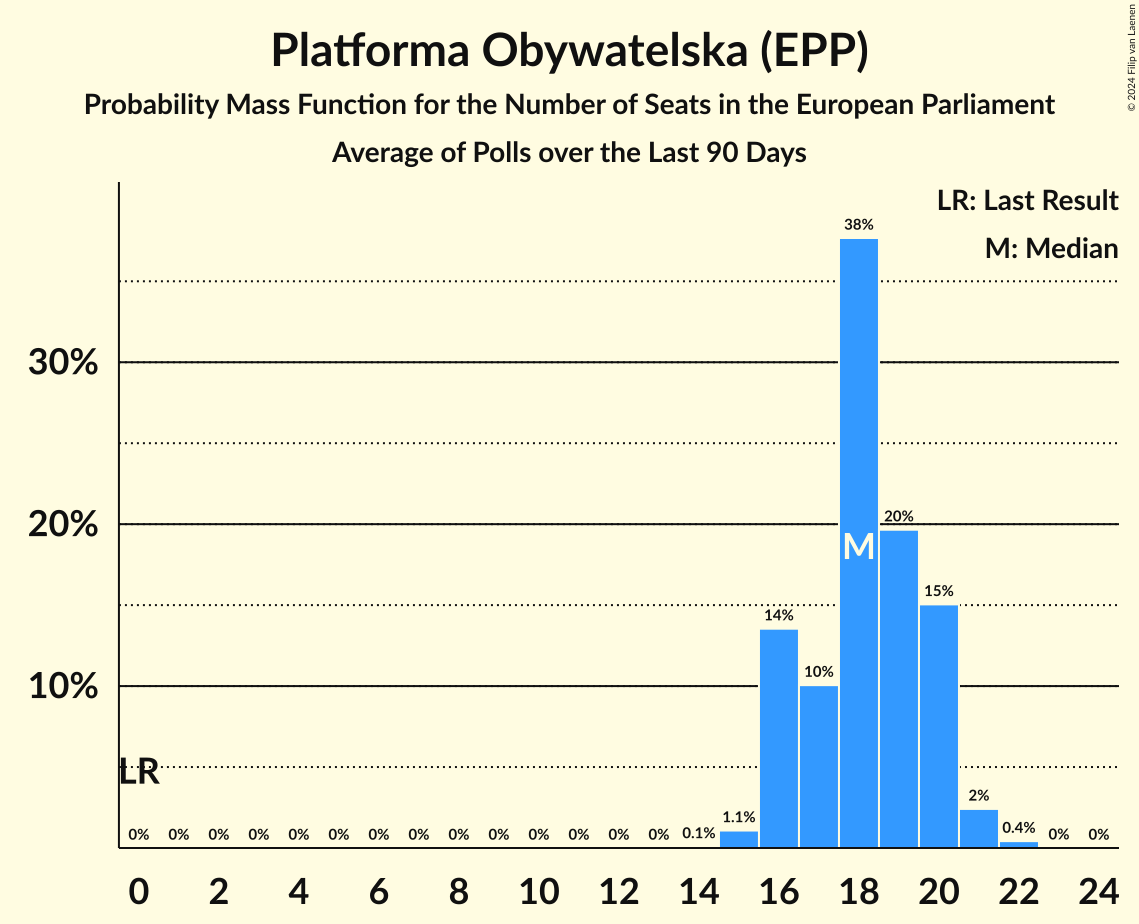 Platforma Obywatelska (EPP)
Probability Mass Function for the Number of Seats in the European Parliament
Average of Polls over the Last 90 Days
© 2024 Filip van Laenen
LR: Last Result
M: Median
30%
20%
10%
LR
M
0% 0% 0% 0% 0% 0% 0% 0% 0% 0% 0% 0% 0% 0% 0.1% 1.1% 14% 10% 38% 20% 15% 2% 0.4% 0% 0%
0 2 4 6 8 10 12 14 16 18 20 22 24